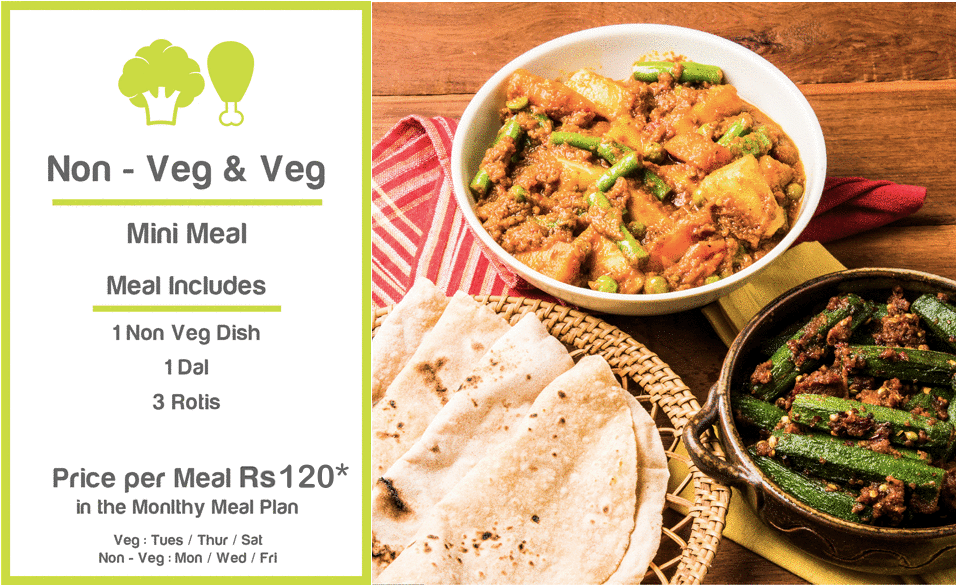 Non - Veg & Veg
Mini Meal
Meal Includes
1 Non Veg Dish
1 Dal
3 Rotis
Price per Meal Rs120*
in the Monlthy Meal Plan
Veg : Tues / Thur / Sat
Non - Veg : Mon / Wed / Fri